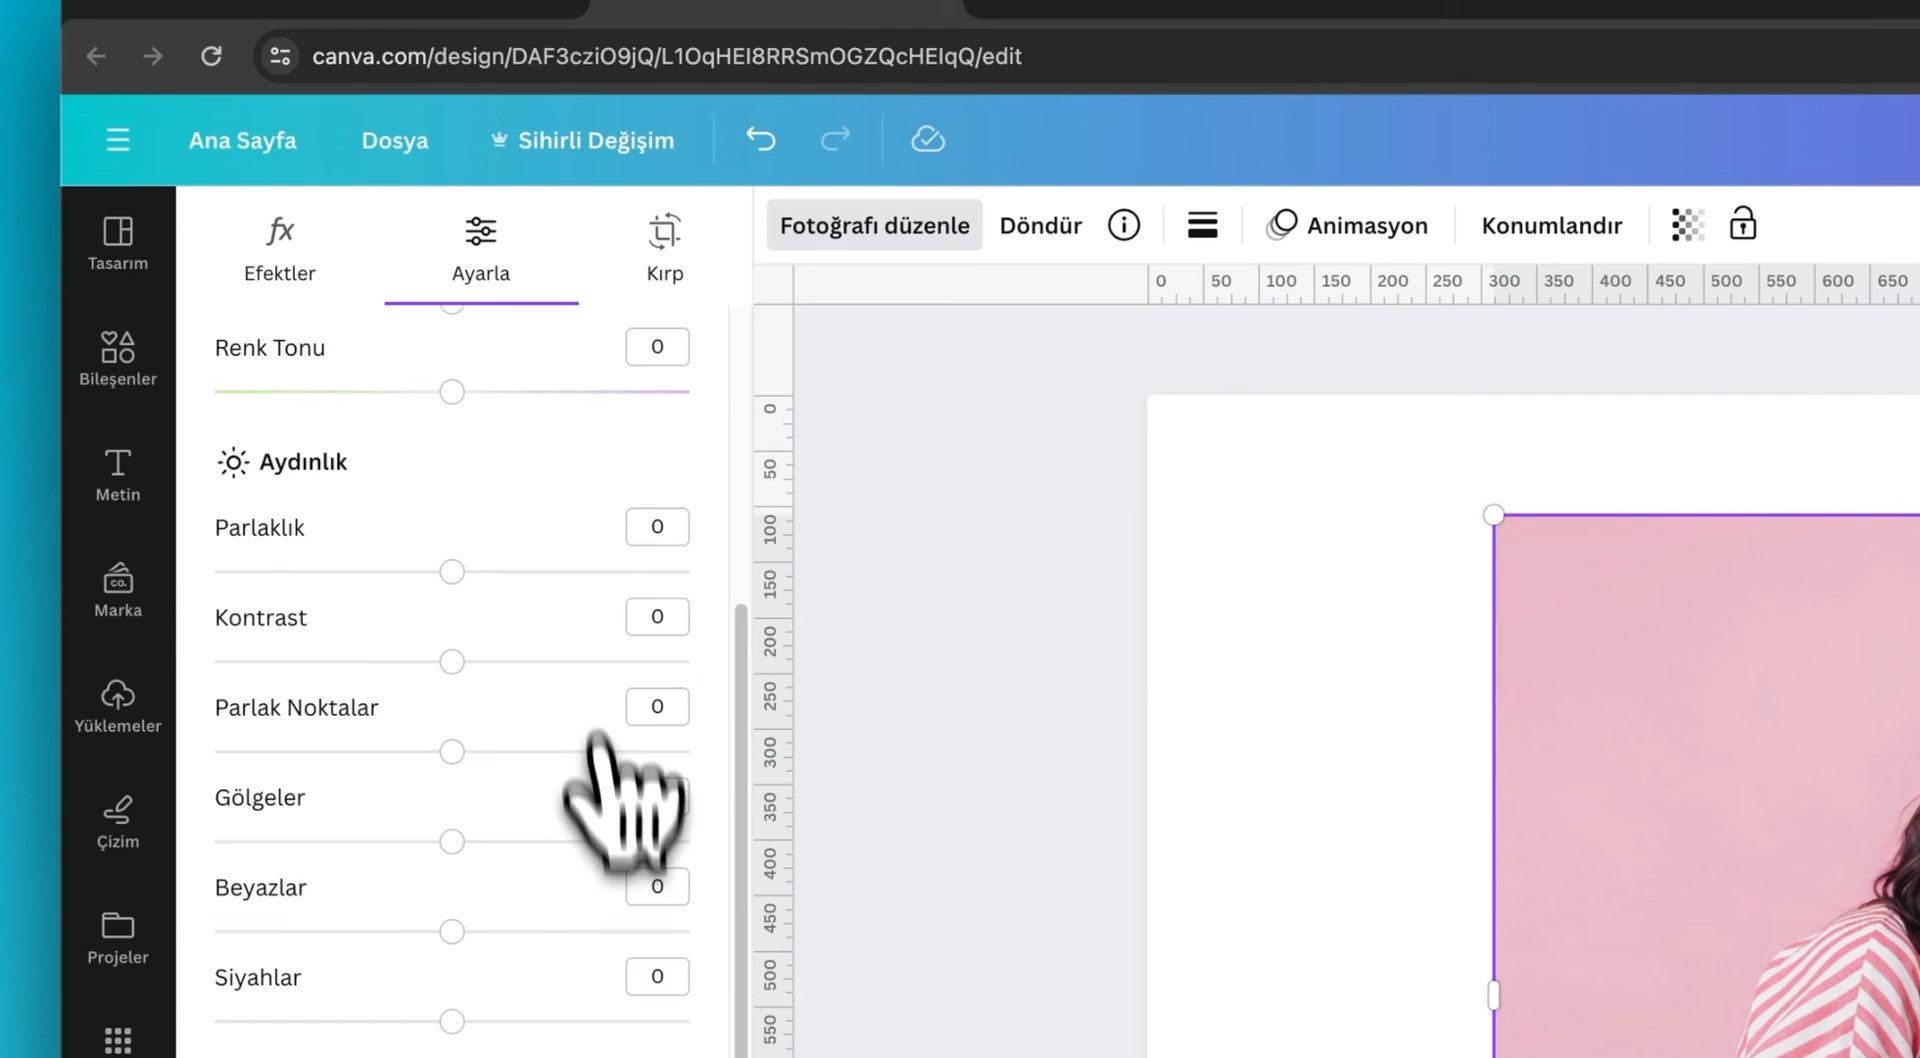 canva.com/design/DAF3cziO9jQ/L1OqHEI8RRSmOGZQcHEIqQ/edit
Ana Sayfa Dosya Sihirli Değişim
Fotoğrafı düzenle Döndür Animasyon Konumlandır
Efektler Ayarla Kırp
0 50 100 150 200 250 300 350 400 450 500 550 600 650
Tasarım
Bileşenler
Metin
CO.
Marka
Yüklemeler
Çizim
Projeler
Renk Tonu 0
Aydınlık
Parlaklık 0
Kontrast 0
Parlak Noktalar 0
Gölgeler
Beyazlar 0
Siyahlar 0
0
50
100
150
200
250
300
350
400
450
500
550